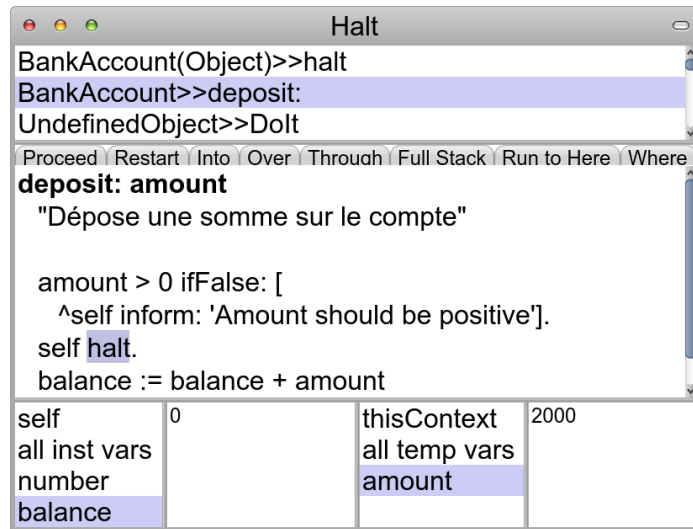 Halt
BankAccount(Object)>>halt
BankAccount>>deposit:
UndefinedObject>>DoIt
Proceed Restart Into Over Through Full Stack Run to Here Where
deposit: amount
"Dépose une somme sur le compte"
amount > 0 ifFalse: [
^self inform: 'Amount should be positive'].
self halt.
balance := balance + amount
self 0 thisContext 2000
all inst vars all temp vars
number amount
balance